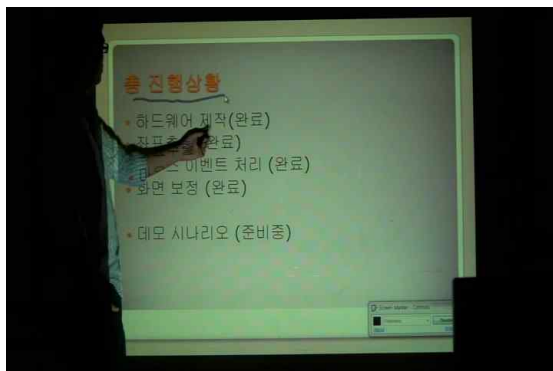 총 진행상황
하드웨어 제작(완료)
좌표추출(완료)
이벤트 처리 (완료)
화면 보정 (완료)
데모 시나리오 (준비중)